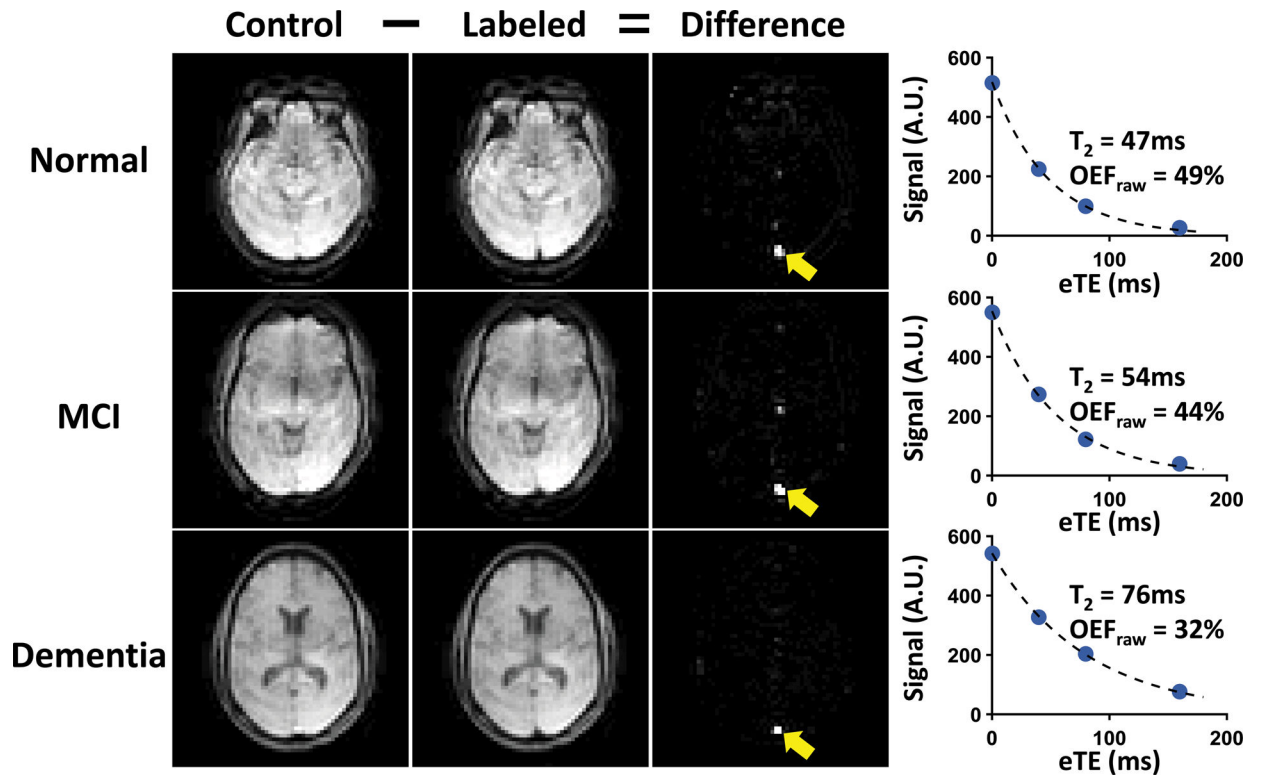 Control — Labeled = Difference
Normal
600
400
200
0
Signal (A.U.)
T2 = 47ms
OEFraw = 49%
0 100 200
eTE (ms)
MCI
600
400
200
0
Signal (A.U.)
T2 = 54ms
OEFraw = 44%
0 100 200
eTE (ms)
Dementia
600
400
200
0
Signal (A.U.)
T2 = 76ms
OEFraw = 32%
0 100 200
eTE (ms)